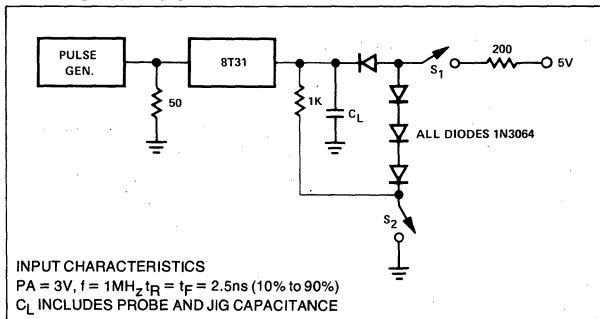 PULSE
GEN.
8T31
50
1K
CL
S1
200
5V
ALL DIODES 1N3064
S2
INPUT CHARACTERISTICS
PA = 3V, f = 1MHZ tR = tF = 2.5ns (10% to 90%)
CL INCLUDES PROBE AND JIG CAPACITANCE